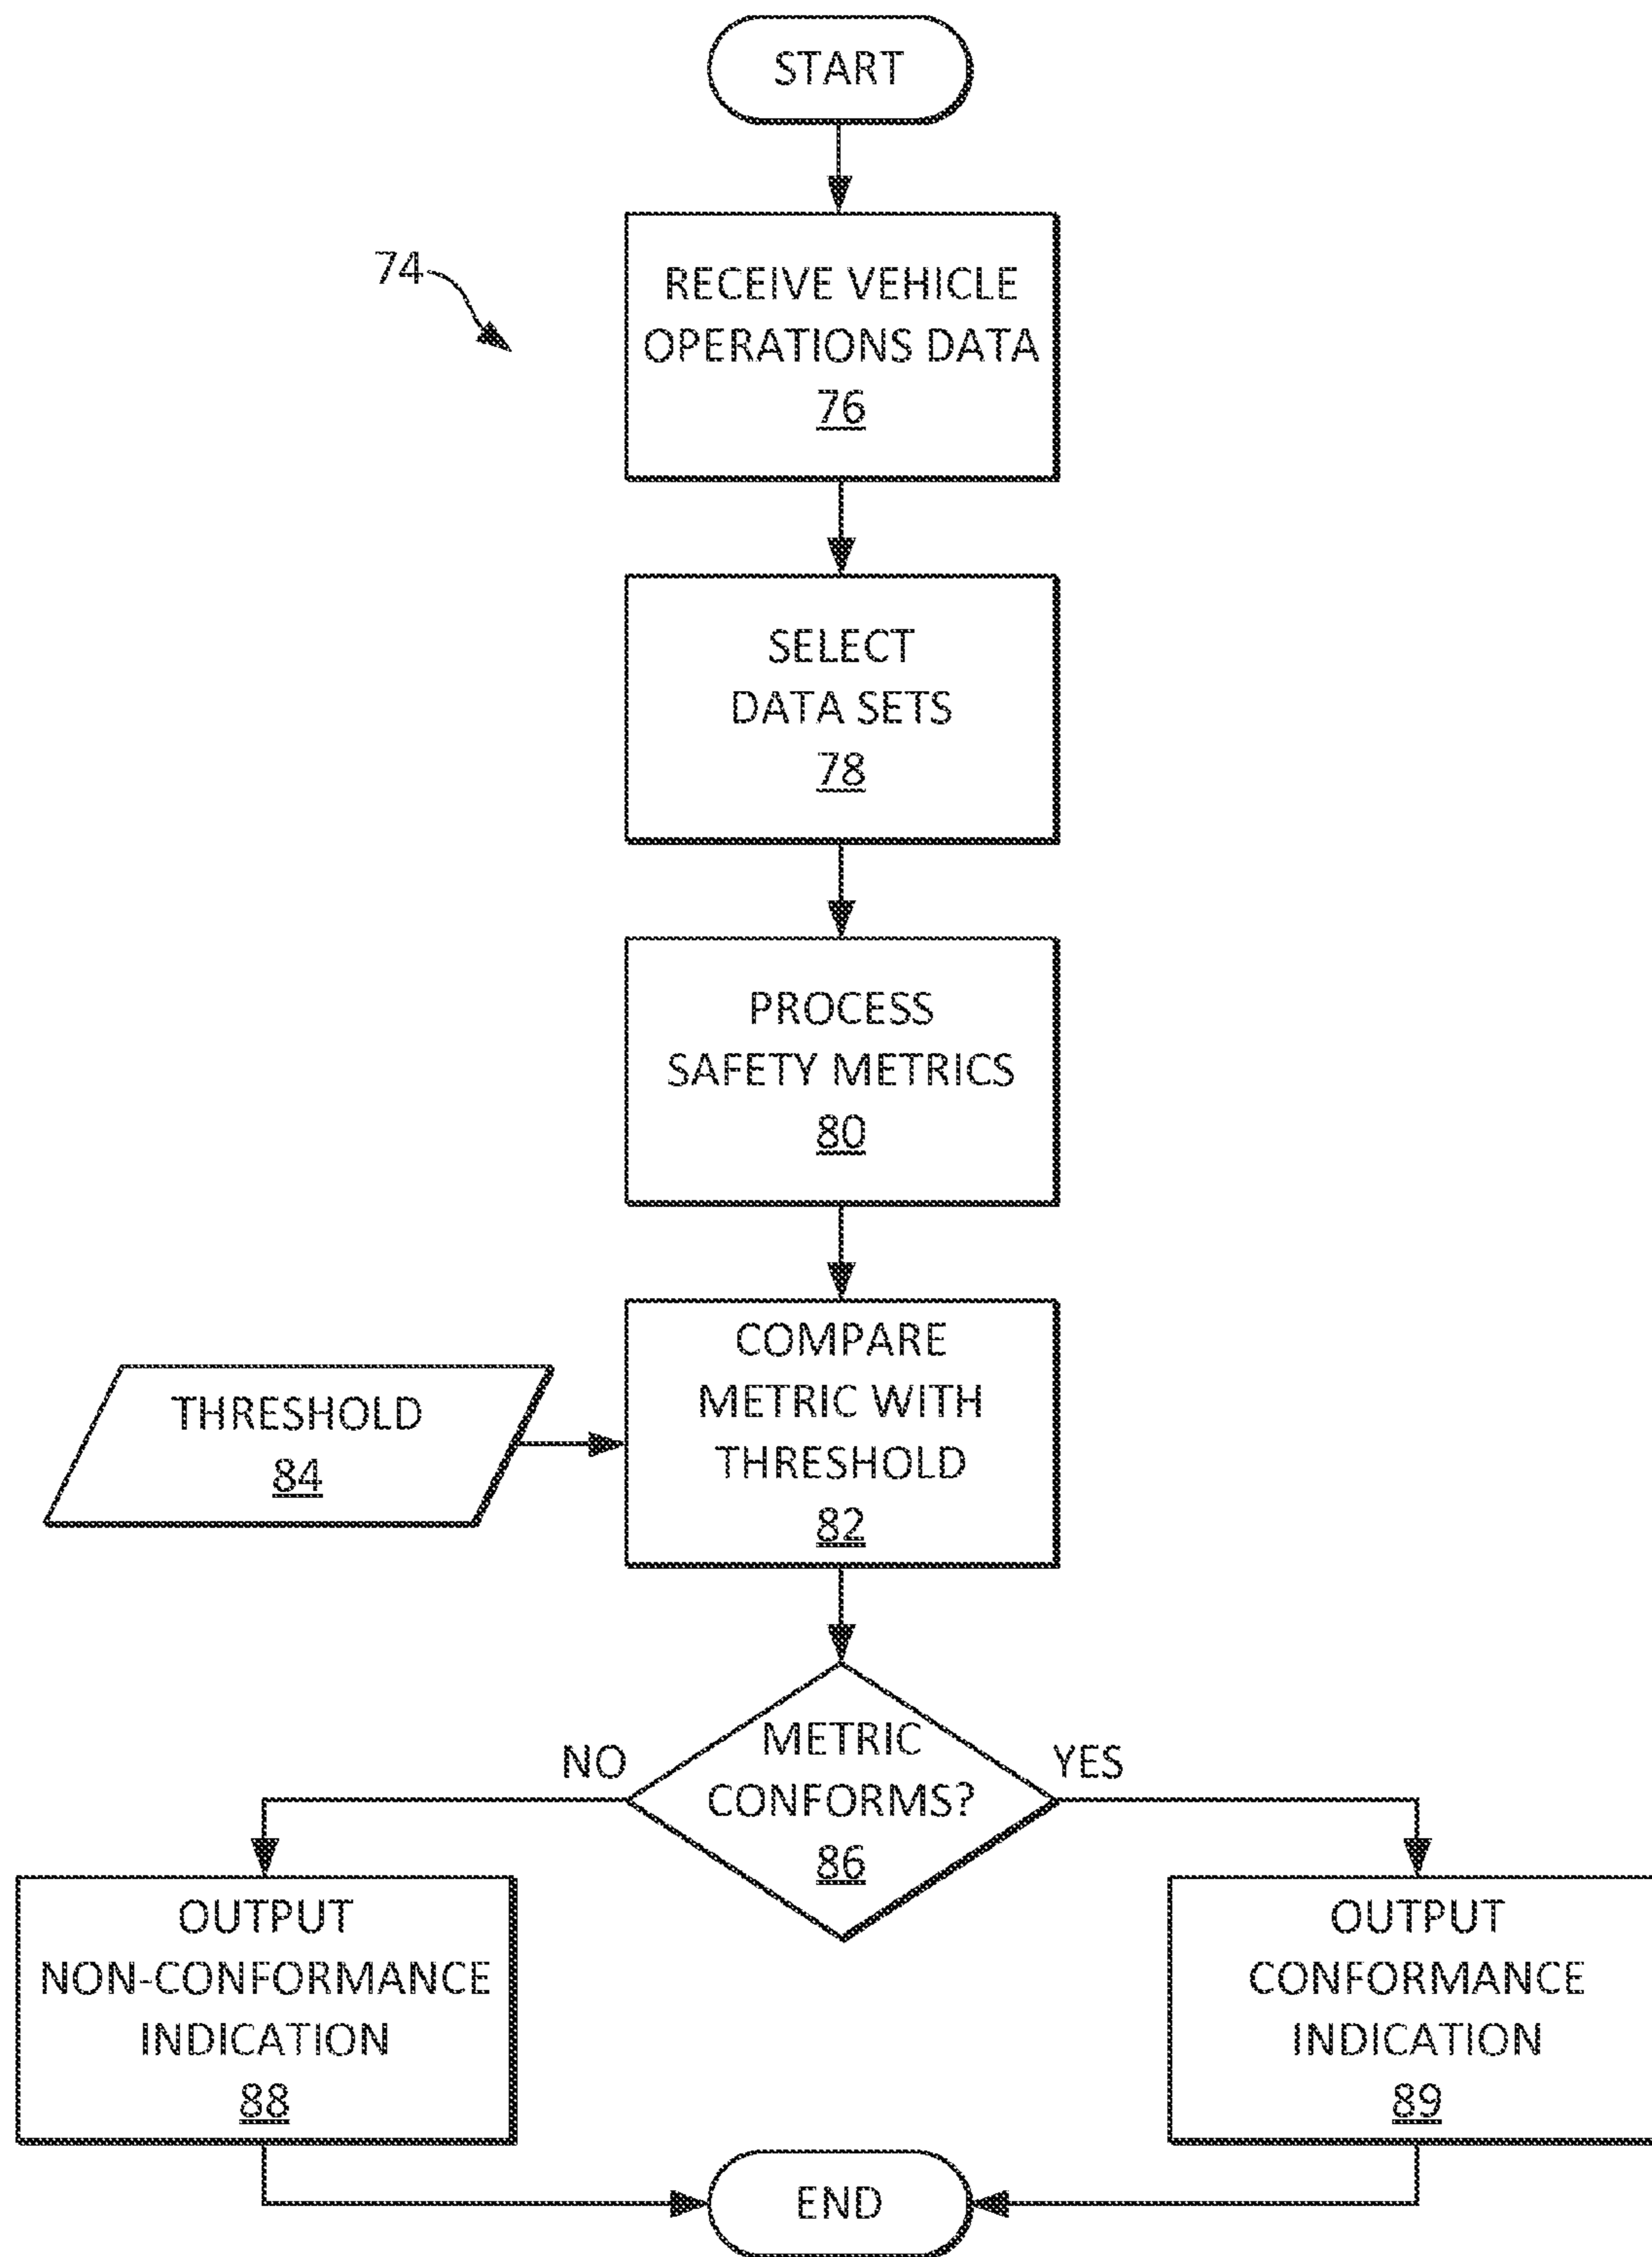 START
74
RECEIVE VEHICLE
OPERATIONS DATA
76
SELECT
DATA SETS
78
PROCESS
SAFETY METRICS
80
COMPARE
METRIC WITH
THRESHOLD
82
THRESHOLD
84
METRIC
CONFORMS?
86
NO
YES
OUTPUT
NON-CONFORMANCE
INDICATION
88
OUTPUT
CONFORMANCE
INDICATION
89
END